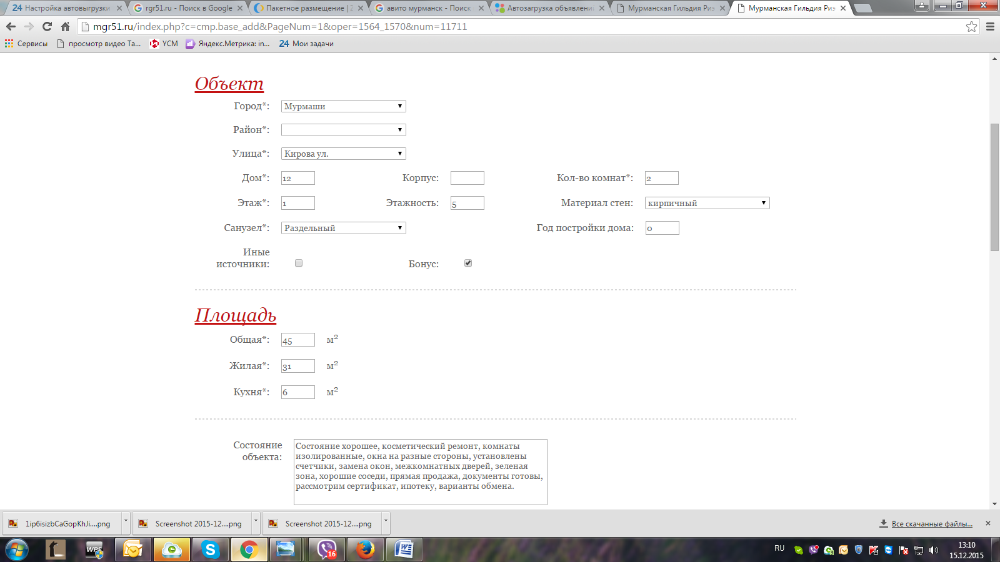 24 Настройка автовыгрузки
rgr51.ru - Поиск в Google
Пакетное размещение | 2
авито мурманск - Поиск
Автозагрузка объявлени
Мурманская Гильдия Риэ
Мурманская Гильдия Риэ
mgr51.ru/index.php?c=cmp.base_add&PageNum=1&oper=1564_1570&num=11711
Сервисы
просмотр видео Та...
YCM
Яндекс.Метрика: in...
24 Мои задачи
Объект
Город*: Мурмаши
Район*:
Улица*: Кирова ул.
Дом*: 12 Корпус: Кол-во комнат*: 2
Этаж*: 1 Этажность: 5 Материал стен: кирпичный
Санузел*: Раздельный Год постройки дома: 0
Иные
источники: Бонус:
Площадь
Общая*: 45 м2
Жилая*: 31 м2
Кухня*: 6 м2
Состояние
объекта:
Состояние хорошее, косметический ремонт, комнаты
изолированные, окна на разные стороны, установлены
счетчики, замена окон, межкомнатных дверей, зеленая
зона, хорошие соседи, прямая продажа, документы готовы,
рассмотрим сертификат, ипотеку, варианты обмена.
1ip6isizbCaGopKhJi....png
Screenshot 2015-12....png
Screenshot 2015-12....png
Все скачанные файлы...
WPS
16
RU
13:10
15.12.2015